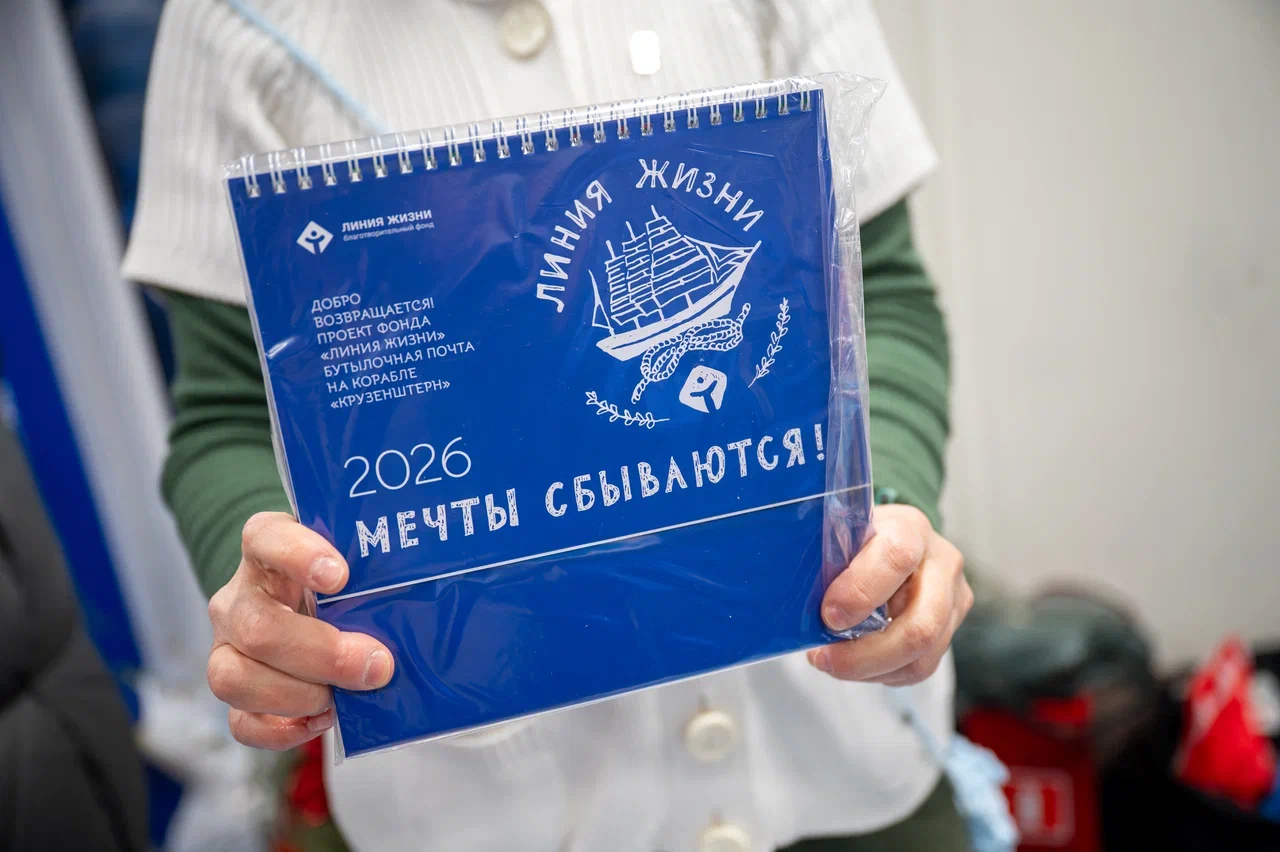 ЛИНИЯ ЖИЗНИ
благотворительный фонд
ЛИНИЯ ЖИЗНИ
ДОБРО
ВОЗВРАЩАЕТСЯ!
ПРОЕКТ ФОНДА
«ЛИНИЯ ЖИЗНИ»
БУТЫЛОЧНАЯ ПОЧТА
НА КОРАБЛЕ
«КРУЗЕНШТЕРН»
2026
МЕЧТЫ СБЫВАЮТСЯ!